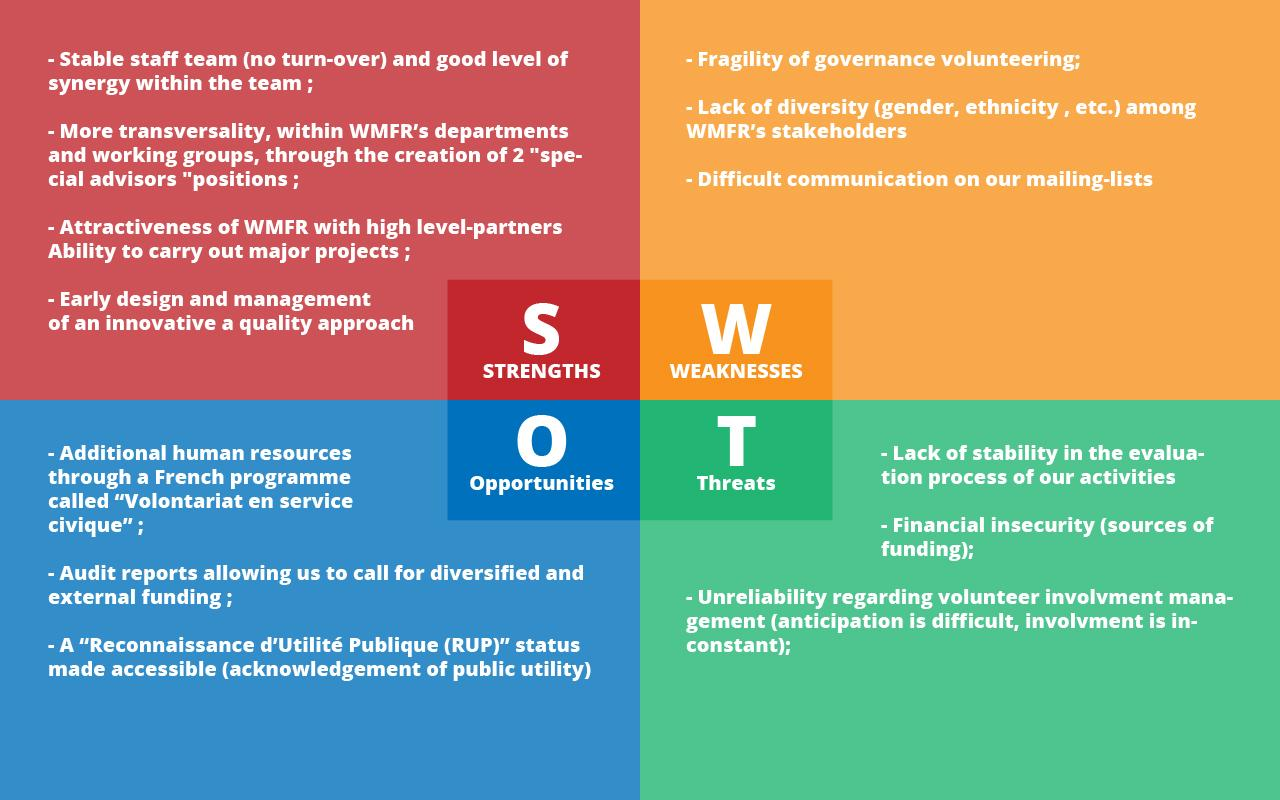 - Stable staff team (no turn-over) and good level of
synergy within the team ;
- More transversality, within WMFR’s departments
and working groups, through the creation of 2 "spe-
cial advisors "positions ;
- Attractiveness of WMFR with high level-partners
Ability to carry out major projects ;
- Early design and management
of an innovative a quality approach
S
STRENGTHS
- Fragility of governance volunteering;
- Lack of diversity (gender, ethnicity , etc.) among
WMFR’s stakeholders
- Difficult communication on our mailing-lists
W
WEAKNESSES
O
Opportunities
- Additional human resources
through a French programme
called “Volontariat en service
civique” ;
- Audit reports allowing us to call for diversified and
external funding ;
- A “Reconnaissance d’Utilité Publique (RUP)” status
made accessible (acknowledgement of public utility)
T
Threats
- Lack of stability in the evalua-
tion process of our activities
- Financial insecurity (sources of
funding);
- Unreliability regarding volunteer involvment mana-
gement (anticipation is difficult, involvment is in-
constant);